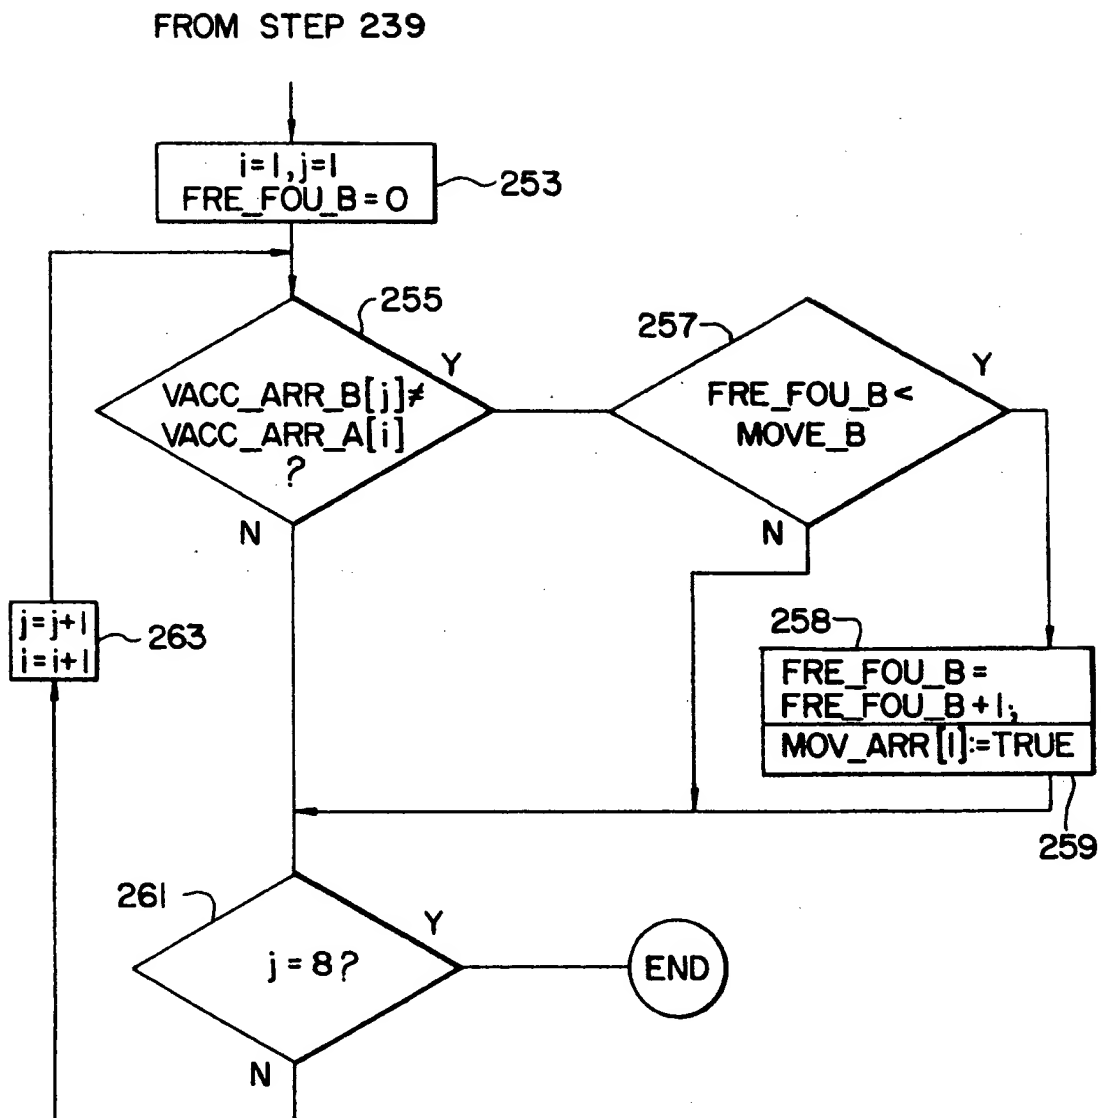 FROM STEP 239
i=1, j=1
FRE_FOU_B=0
253
255
Y
VACC_ARR_B[j]≠
VACC_ARR_A[i]
?
N
257
Y
FRE_FOU_B<
MOVE_B
N
j=j+1
i=i+1
263
258
FRE_FOU_B=
FRE_FOU_B+1;
MOV_ARR[1]:=TRUE
259
261
Y
j=8?
END
N